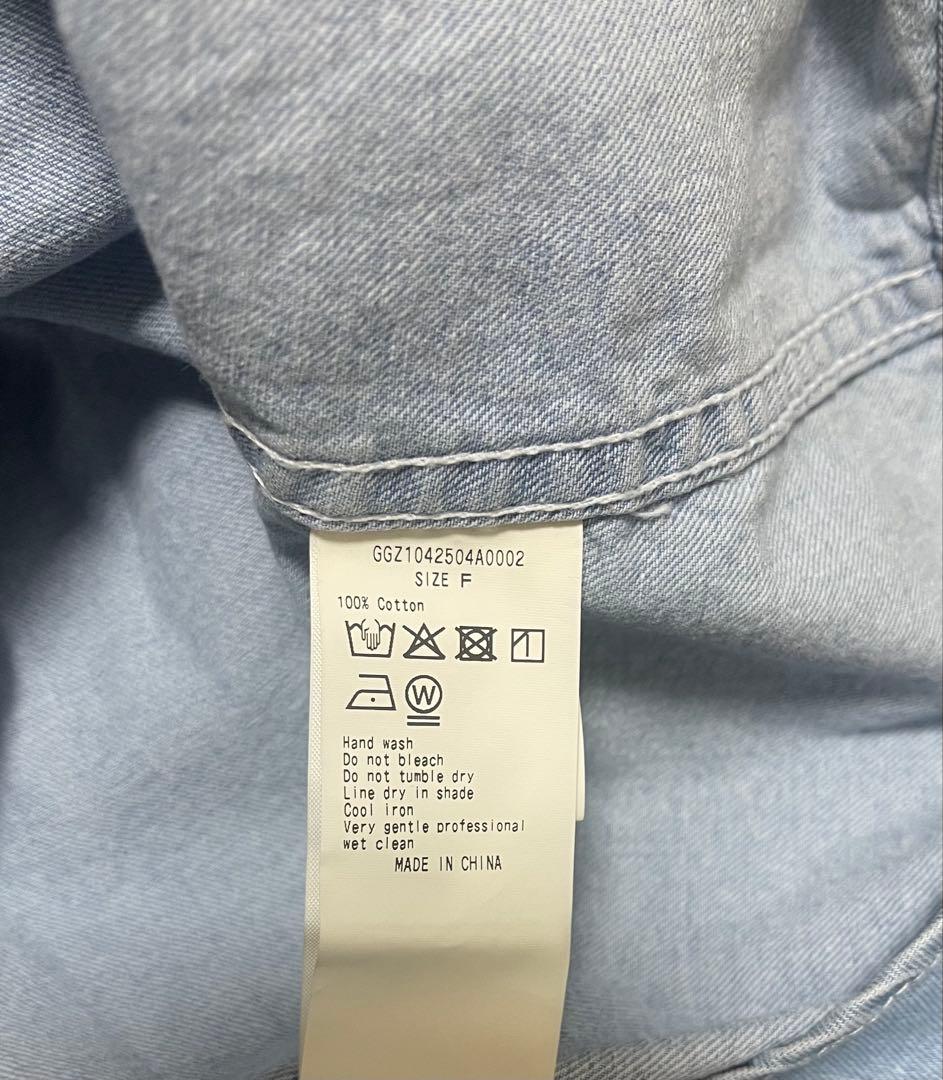 GGZ1042504A0002
SIZE F
100% Cotton
W
Hand wash
Do not bleach
Do not tumble dry
Line dry in shade
Cool iron
Very gentle professional
wet clean
MADE IN CHINA